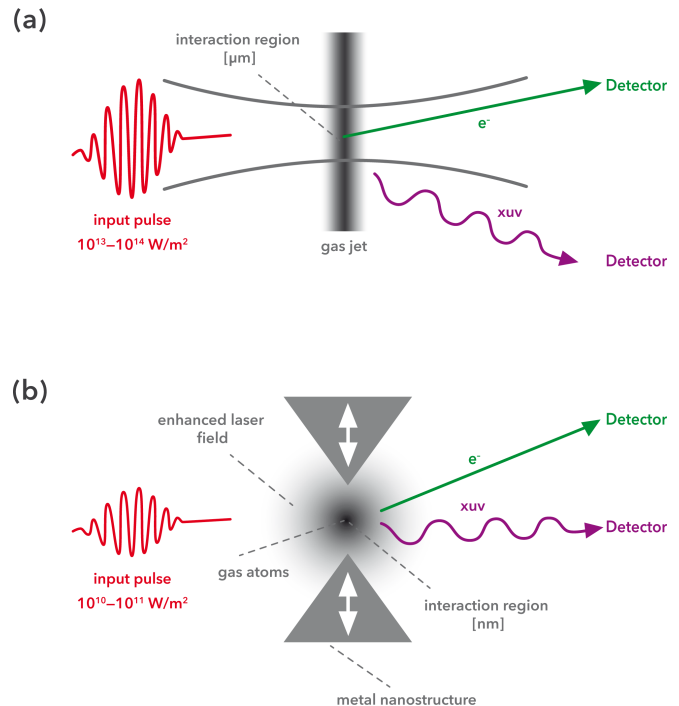 (a)
interaction region
[µm]
Detector
e⁻
input pulse
10¹³–10¹⁴ W/m²
xuv
gas jet
Detector
(b)
enhanced laser
field
Detector
e⁻
xuv
Detector
gas atoms
input pulse
10¹⁰–10¹¹ W/m²
interaction region
[nm]
metal nanostructure